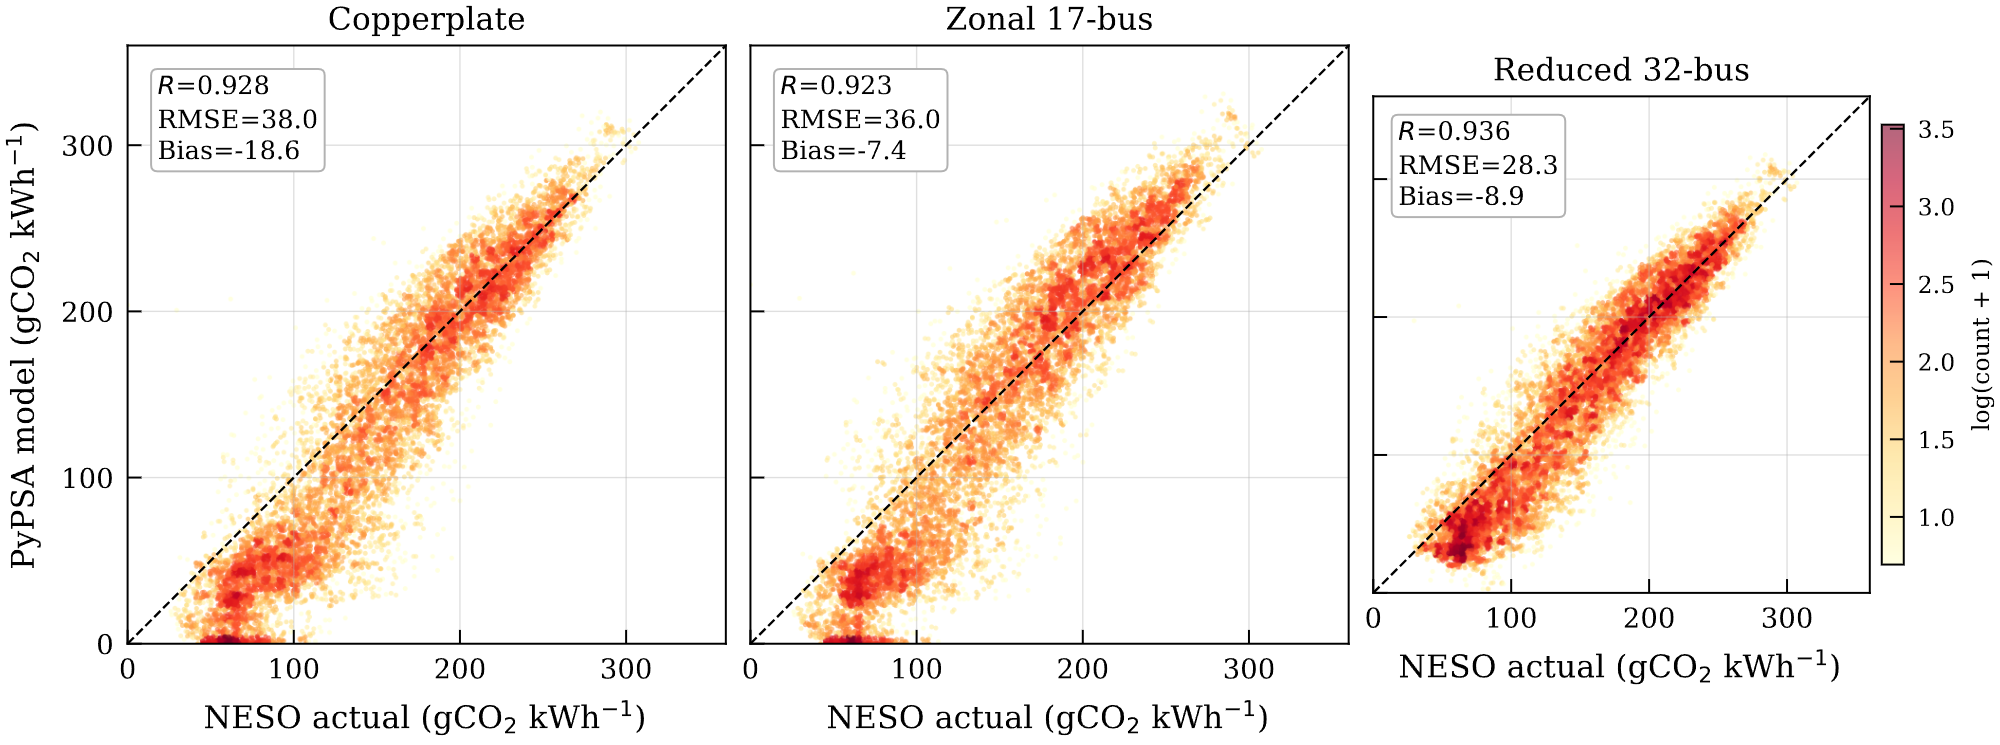 Copperplate
Zonal 17-bus
Reduced 32-bus
R=0.928
RMSE=38.0
Bias=-18.6
R=0.923
RMSE=36.0
Bias=-7.4
R=0.936
RMSE=28.3
Bias=-8.9
PyPSA model (gCO₂ kWh⁻¹)
300
200
100
0
0 100 200 300
0 100 200 300
0 100 200 300
NESO actual (gCO₂ kWh⁻¹)
NESO actual (gCO₂ kWh⁻¹)
NESO actual (gCO₂ kWh⁻¹)
3.5
3.0
2.5
2.0
1.5
1.0
log(count + 1)